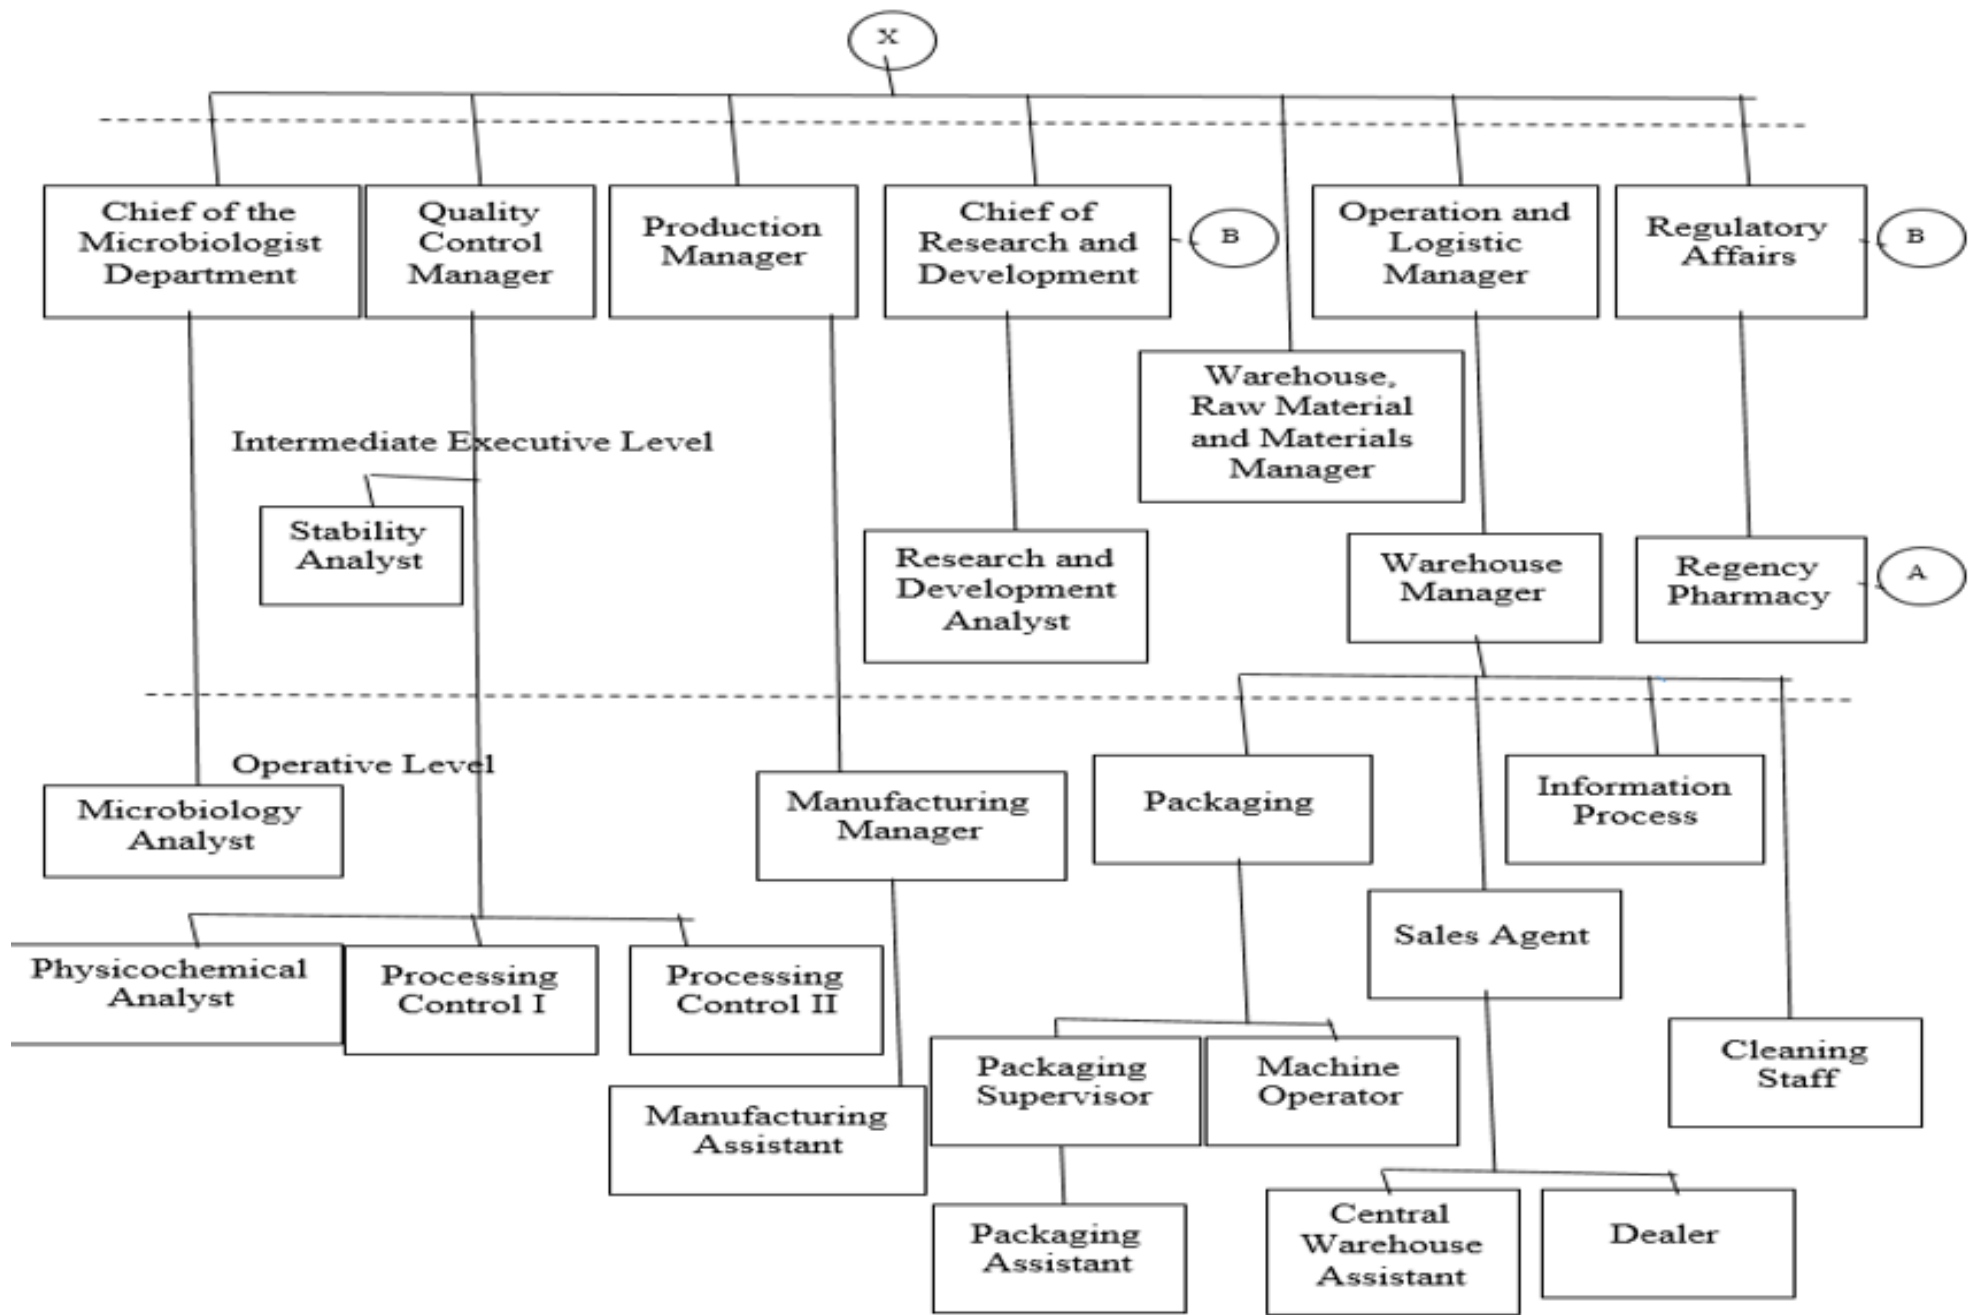 X
Chief of the
Microbiologist
Department
Quality
Control
Manager
Production
Manager
Chief of
Research and
Development
B
Operation and
Logistic
Manager
Regulatory
Affairs
B
Warehouse,
Raw Material
and Materials
Manager
Intermediate Executive Level
Stability
Analyst
Research and
Development
Analyst
Warehouse
Manager
Regency
Pharmacy
A
Operative Level
Microbiology
Analyst
Manufacturing
Manager
Packaging
Information
Process
Sales Agent
Physicochemical
Analyst
Processing
Control I
Processing
Control II
Packaging
Supervisor
Machine
Operator
Cleaning
Staff
Manufacturing
Assistant
Packaging
Assistant
Central
Warehouse
Assistant
Dealer